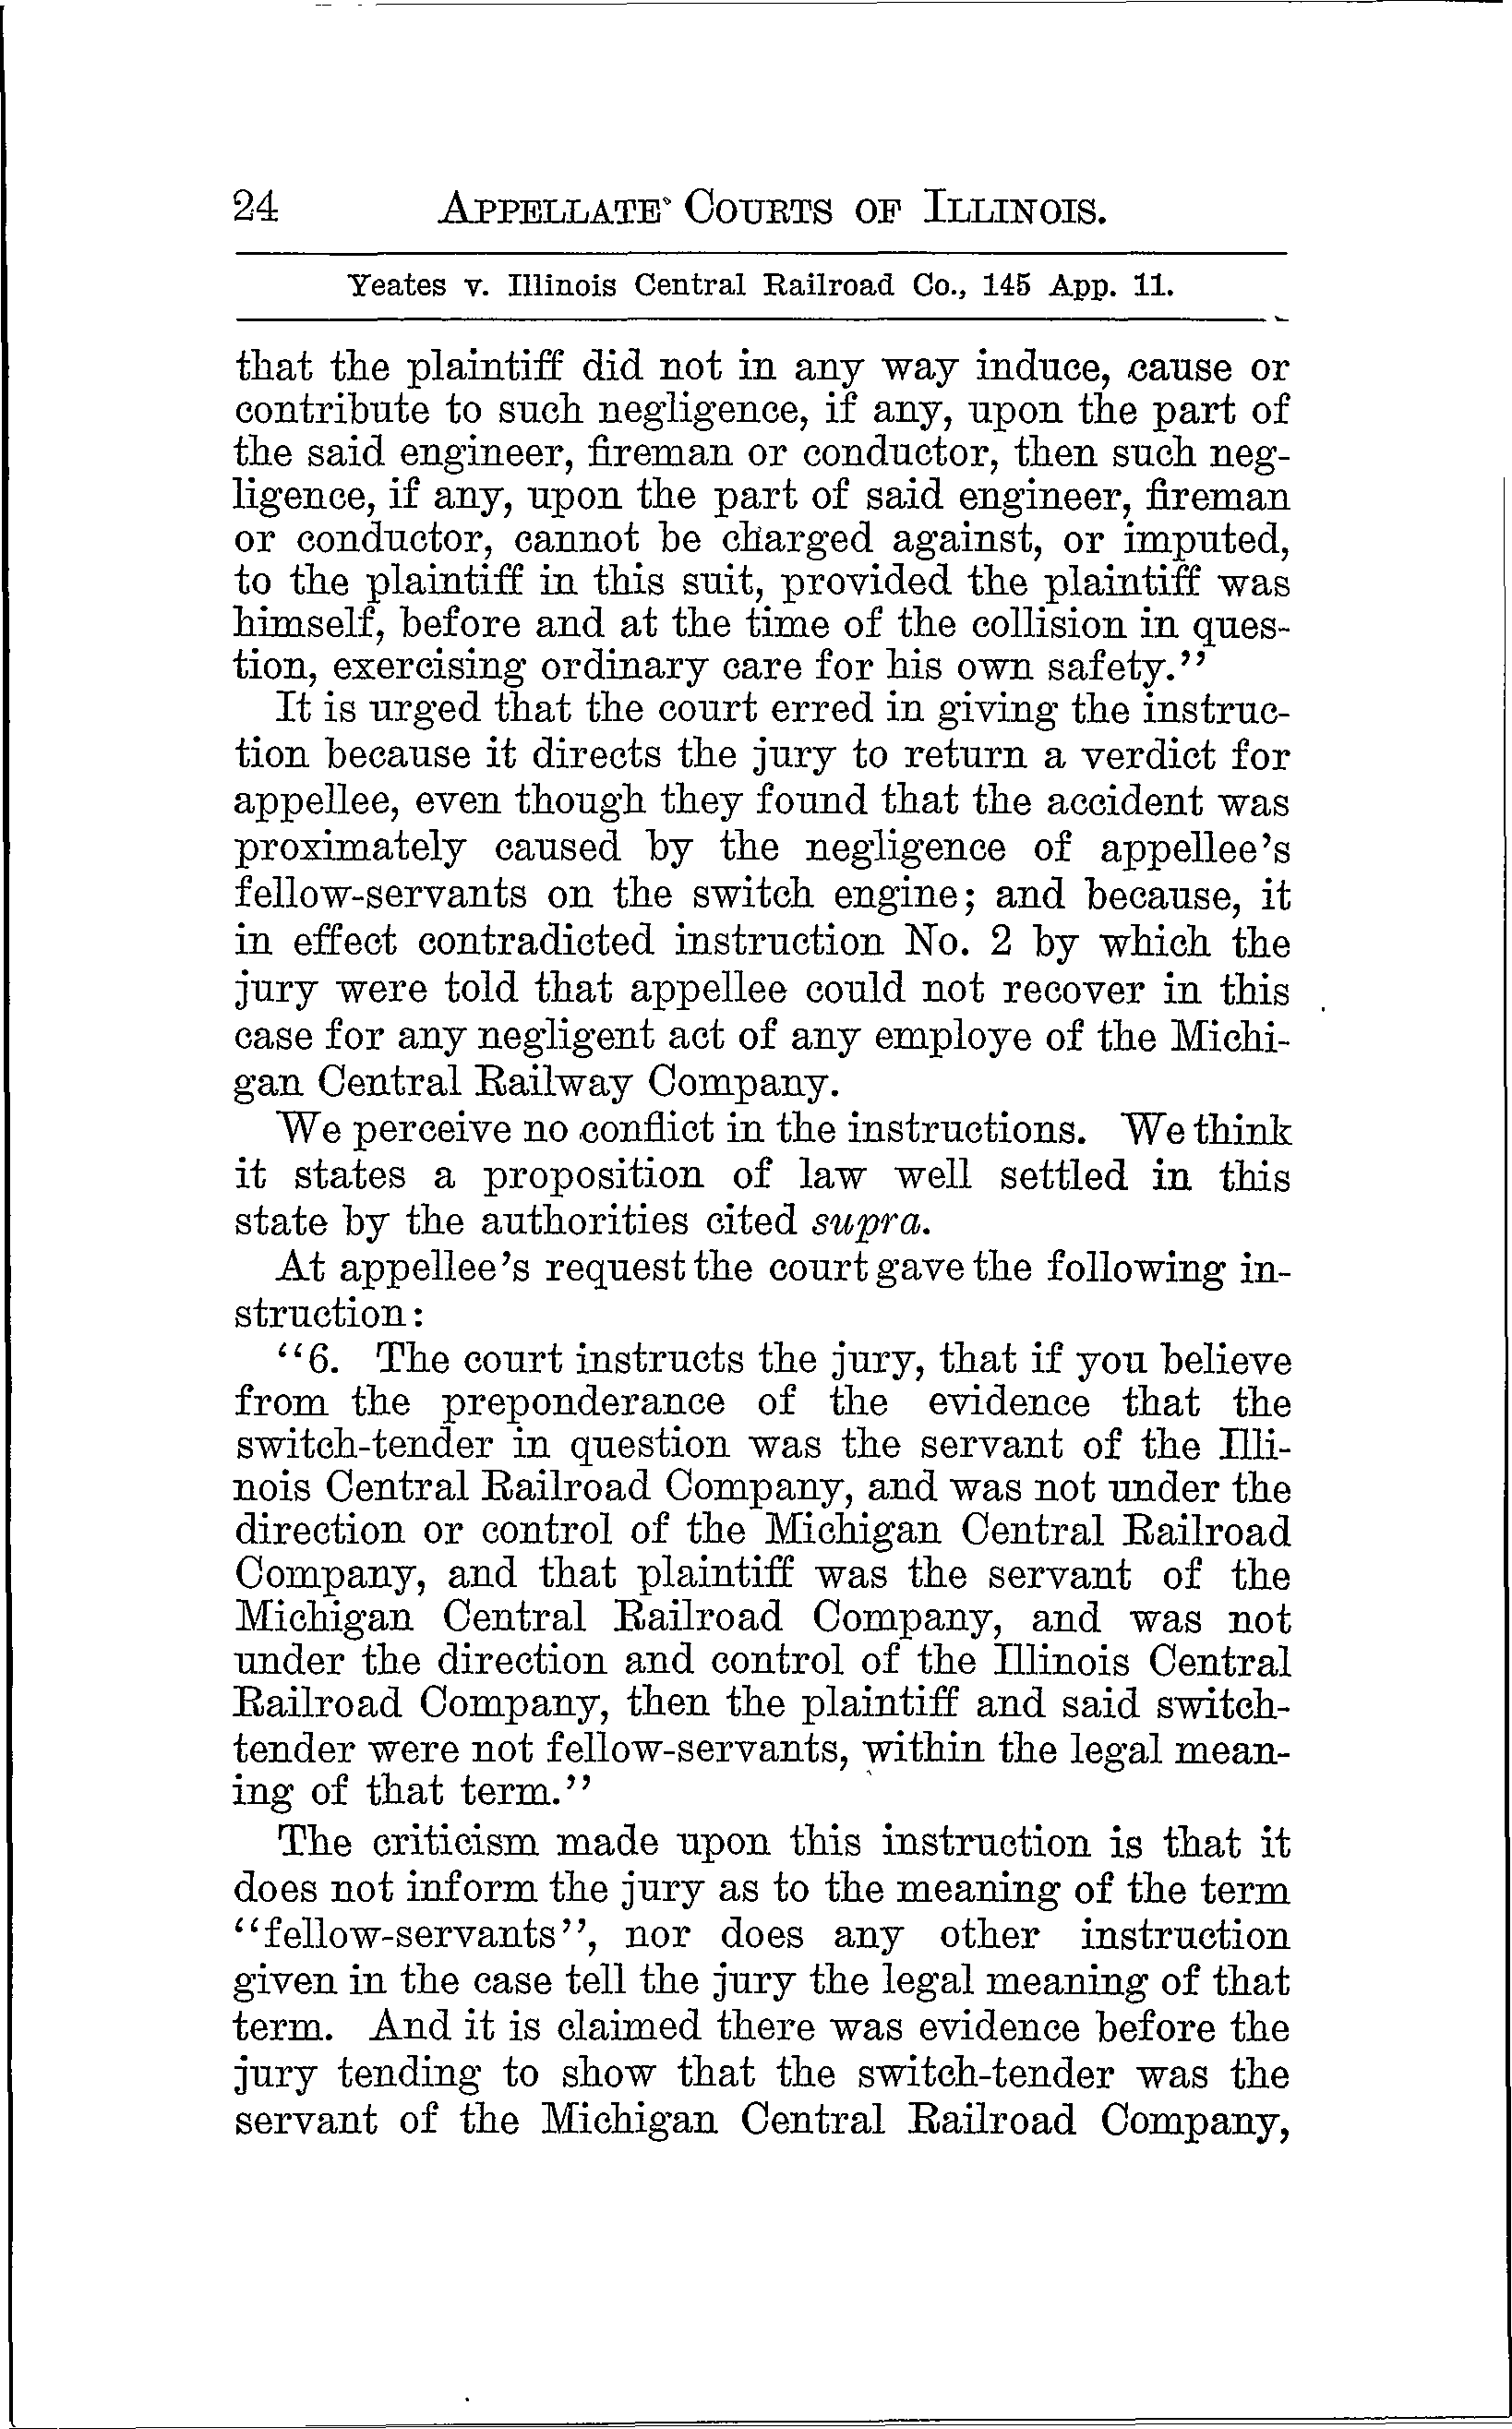 24 APPELLATE COURTS OF ILLINOIS.
Yeates v. Illinois Central Railroad Co., 145 App. 11.
that the plaintiff did not in any way induce, cause or
contribute to such negligence, if any, upon the part of
the said engineer, fireman or conductor, then such neg-
ligence, if any, upon the part of said engineer, fireman
or conductor, cannot be charged against, or imputed,
to the plaintiff in this suit, provided the plaintiff was
himself, before and at the time of the collision in ques-
tion, exercising ordinary care for his own safety.”
It is urged that the court erred in giving the instruc-
tion because it directs the jury to return a verdict for
appellee, even though they found that the accident was
proximately caused by the negligence of appellee’s
fellow-servants on the switch engine; and because, it
in effect contradicted instruction No. 2 by which the
jury were told that appellee could not recover in this
case for any negligent act of any employe of the Michi-
gan Central Railway Company.
We perceive no conflict in the instructions. We think
it states a proposition of law well settled in this
state by the authorities cited supra.
At appellee’s request the court gave the following in-
struction:
“6. The court instructs the jury, that if you believe
from the preponderance of the evidence that the
switch-tender in question was the servant of the Illi-
nois Central Railroad Company, and was not under the
direction or control of the Michigan Central Railroad
Company, and that plaintiff was the servant of the
Michigan Central Railroad Company, and was not
under the direction and control of the Illinois Central
Railroad Company, then the plaintiff and said switch-
tender were not fellow-servants, within the legal mean-
ing of that term.”
The criticism made upon this instruction is that it
does not inform the jury as to the meaning of the term
“fellow-servants”, nor does any other instruction
given in the case tell the jury the legal meaning of that
term. And it is claimed there was evidence before the
jury tending to show that the switch-tender was the
servant of the Michigan Central Railroad Company,